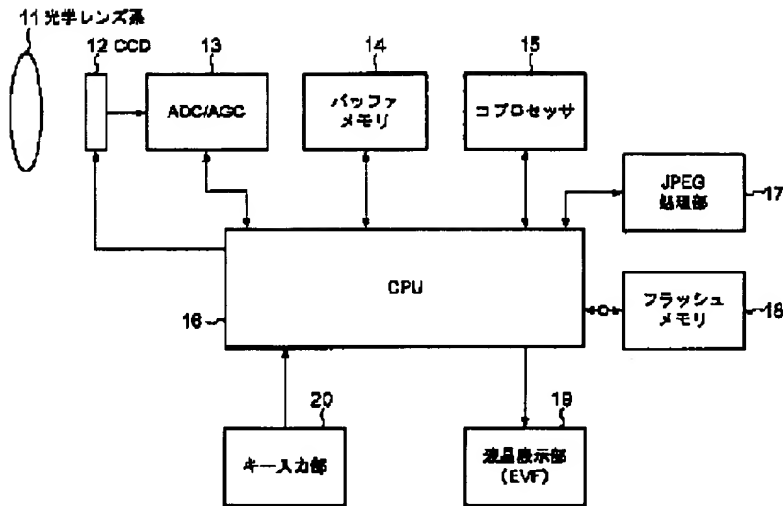 11 光学レンズ系
12 CCD
13
14
15
ADC/AGC
バッファ
メモリ
コプロセッサ
JPEG
処理部
17
CPU
16
フラッシュ
メモリ
18
20
19
キー入力部
液晶表示部
(EVF)